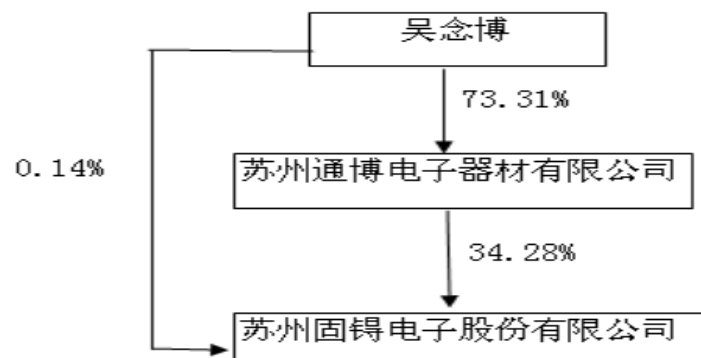 吴念博
73.31%
0.14%
苏州通博电子器材有限公司
34.28%
苏州固锝电子股份有限公司